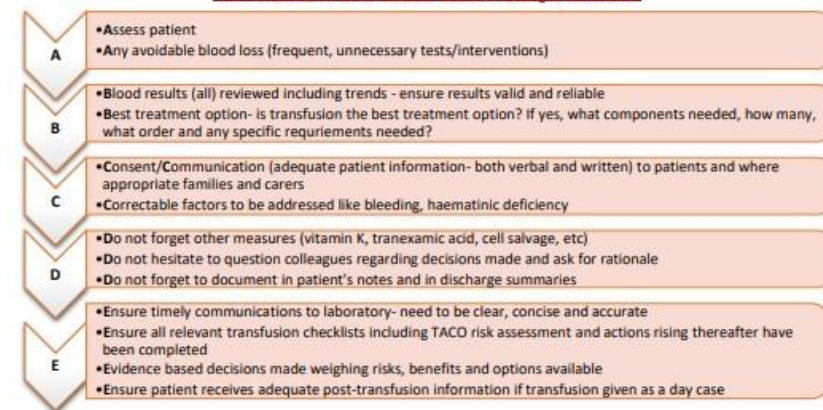 A
•Assess patient
•Any avoidable blood loss (frequent, unnecessary tests/interventions)
B
•Blood results (all) reviewed including trends - ensure results valid and reliable
•Best treatment option- is transfusion the best treatment option? If yes, what components needed, how many,
what order and any specific requriements needed?
C
•Consent/Communication (adequate patient information- both verbal and written) to patients and where
appropriate families and carers
•Correctable factors to be addressed like bleeding, haematinic deficiency
D
•Do not forget other measures (vitamin K, tranexamic acid, cell salvage, etc)
•Do not hesitate to question colleagues regarding decisions made and ask for rationale
•Do not forget to document in patient's notes and in discharge summaries
E
•Ensure timely communications to laboratory- need to be clear, concise and accurate
•Ensure all relevant transfusion checklists including TACO risk assessment and actions rising thereafter have
been completed
•Evidence based decisions made weighing risks, benefits and options available
•Ensure patient receives adequate post-transfusion information if transfusion given as a day case